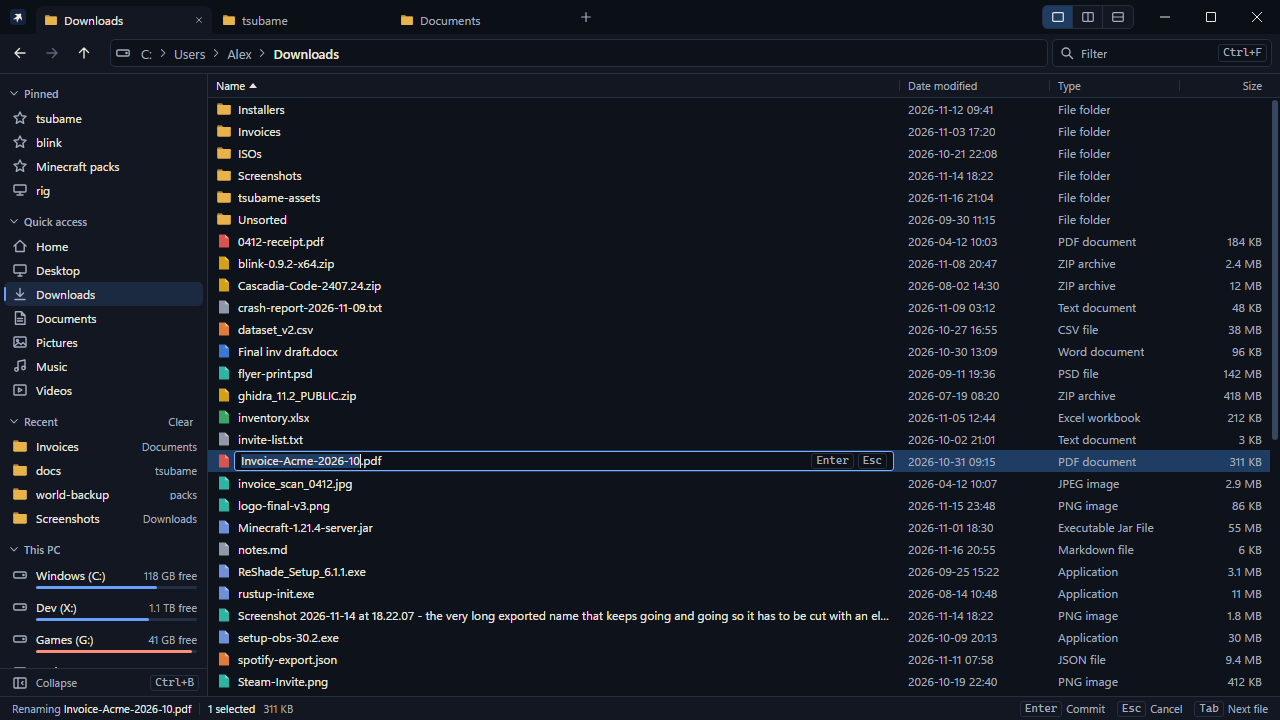 Downloads
tsubame
Documents
C: Users Alex Downloads
Filter Ctrl+F
Pinned
tsubame
blink
Minecraft packs
rig
Quick access
Home
Desktop
Downloads
Documents
Pictures
Music
Videos
Recent Clear
Invoices Documents
docs tsubame
world-backup packs
Screenshots Downloads
This PC
Windows (C:) 118 GB free
Dev (X:) 1.1 TB free
Games (G:) 41 GB free
Collapse Ctrl+B
Name Date modified Type Size
Installers 2026-11-12 09:41 File folder
Invoices 2026-11-03 17:20 File folder
ISOs 2026-10-21 22:08 File folder
Screenshots 2026-11-14 18:22 File folder
tsubame-assets 2026-11-16 21:04 File folder
Unsorted 2026-09-30 11:15 File folder
0412-receipt.pdf 2026-04-12 10:03 PDF document 184 KB
blink-0.9.2-x64.zip 2026-11-08 20:47 ZIP archive 2.4 MB
Cascadia-Code-2407.24.zip 2026-08-02 14:30 ZIP archive 12 MB
crash-report-2026-11-09.txt 2026-11-09 03:12 Text document 48 KB
dataset_v2.csv 2026-10-27 16:55 CSV file 38 MB
Final inv draft.docx 2026-10-30 13:09 Word document 96 KB
flyer-print.psd 2026-09-11 19:36 PSD file 142 MB
ghidra_11.2_PUBLIC.zip 2026-07-19 08:20 ZIP archive 418 MB
inventory.xlsx 2026-11-05 12:44 Excel workbook 212 KB
invite-list.txt 2026-10-02 21:01 Text document 3 KB
Invoice-Acme-2026-10.pdf Enter Esc 2026-10-31 09:15 PDF document 311 KB
invoice_scan_0412.jpg 2026-04-12 10:07 JPEG image 2.9 MB
logo-final-v3.png 2026-11-15 23:48 PNG image 86 KB
Minecraft-1.21.4-server.jar 2026-11-01 18:30 Executable Jar File 55 MB
notes.md 2026-11-16 20:55 Markdown file 6 KB
ReShade_Setup_6.1.1.exe 2026-09-25 15:22 Application 3.1 MB
rustup-init.exe 2026-08-14 10:48 Application 11 MB
Screenshot 2026-11-14 at 18.22.07 - the very long exported name that keeps going and going so it has to be cut with an el... 2026-11-14 18:22 PNG image 1.8 MB
setup-obs-30.2.exe 2026-10-09 20:13 Application 30 MB
spotify-export.json 2026-11-11 07:58 JSON file 9.4 MB
Steam-Invite.png 2026-10-19 22:40 PNG image 412 KB
Renaming Invoice-Acme-2026-10.pdf 1 selected 311 KB Enter Commit Esc Cancel Tab Next file